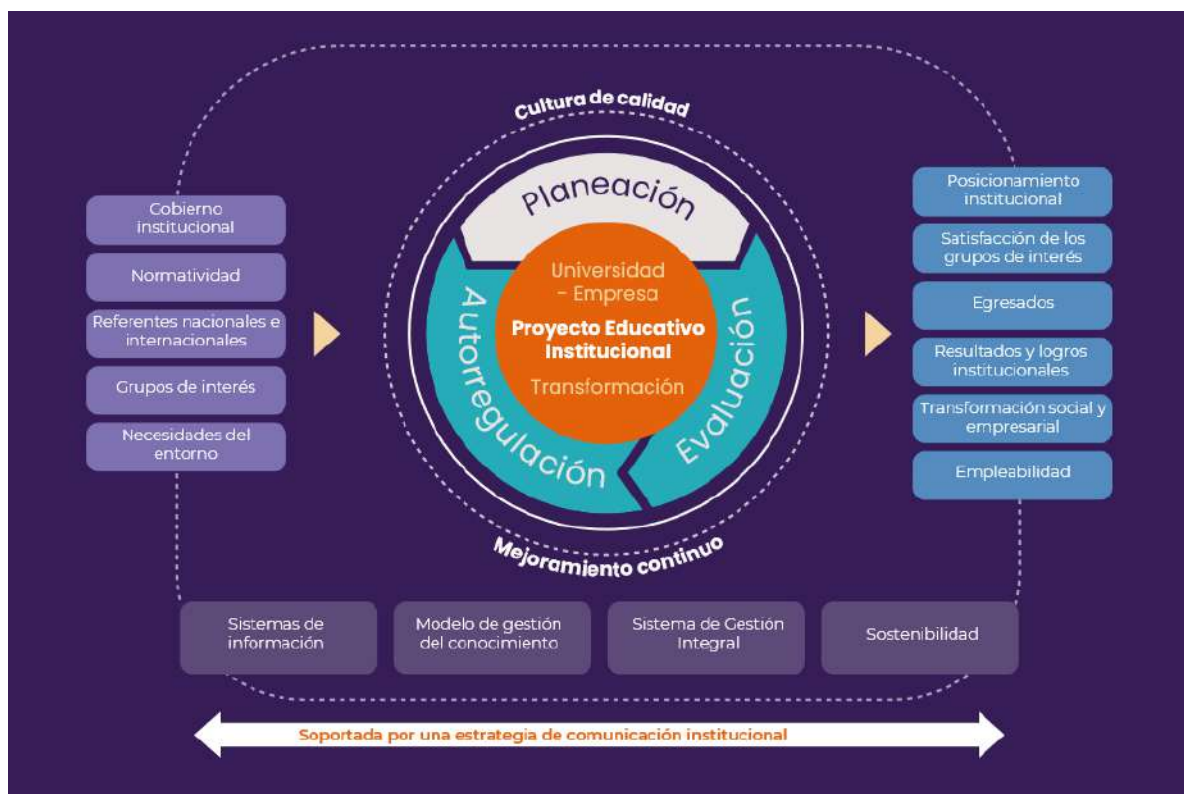 Cultura de calidad
Planeación
Autorregulación
Evaluación
Universidad
- Empresa
Proyecto Educativo
Institucional
Transformación
Mejoramiento continuo
Gobierno
institucional
Normatividad
Referentes nacionales e
internacionales
Grupos de interés
Necesidades del
entorno
Posicionamiento
institucional
Satisfacción de los
grupos de interés
Egresados
Resultados y logros
institucionales
Transformación social y
empresarial
Empleabilidad
Sistemas de
información
Modelo de gestión
del conocimiento
Sistema de Gestión
Integral
Sostenibilidad
Soportada por una estrategia de comunicación institucional